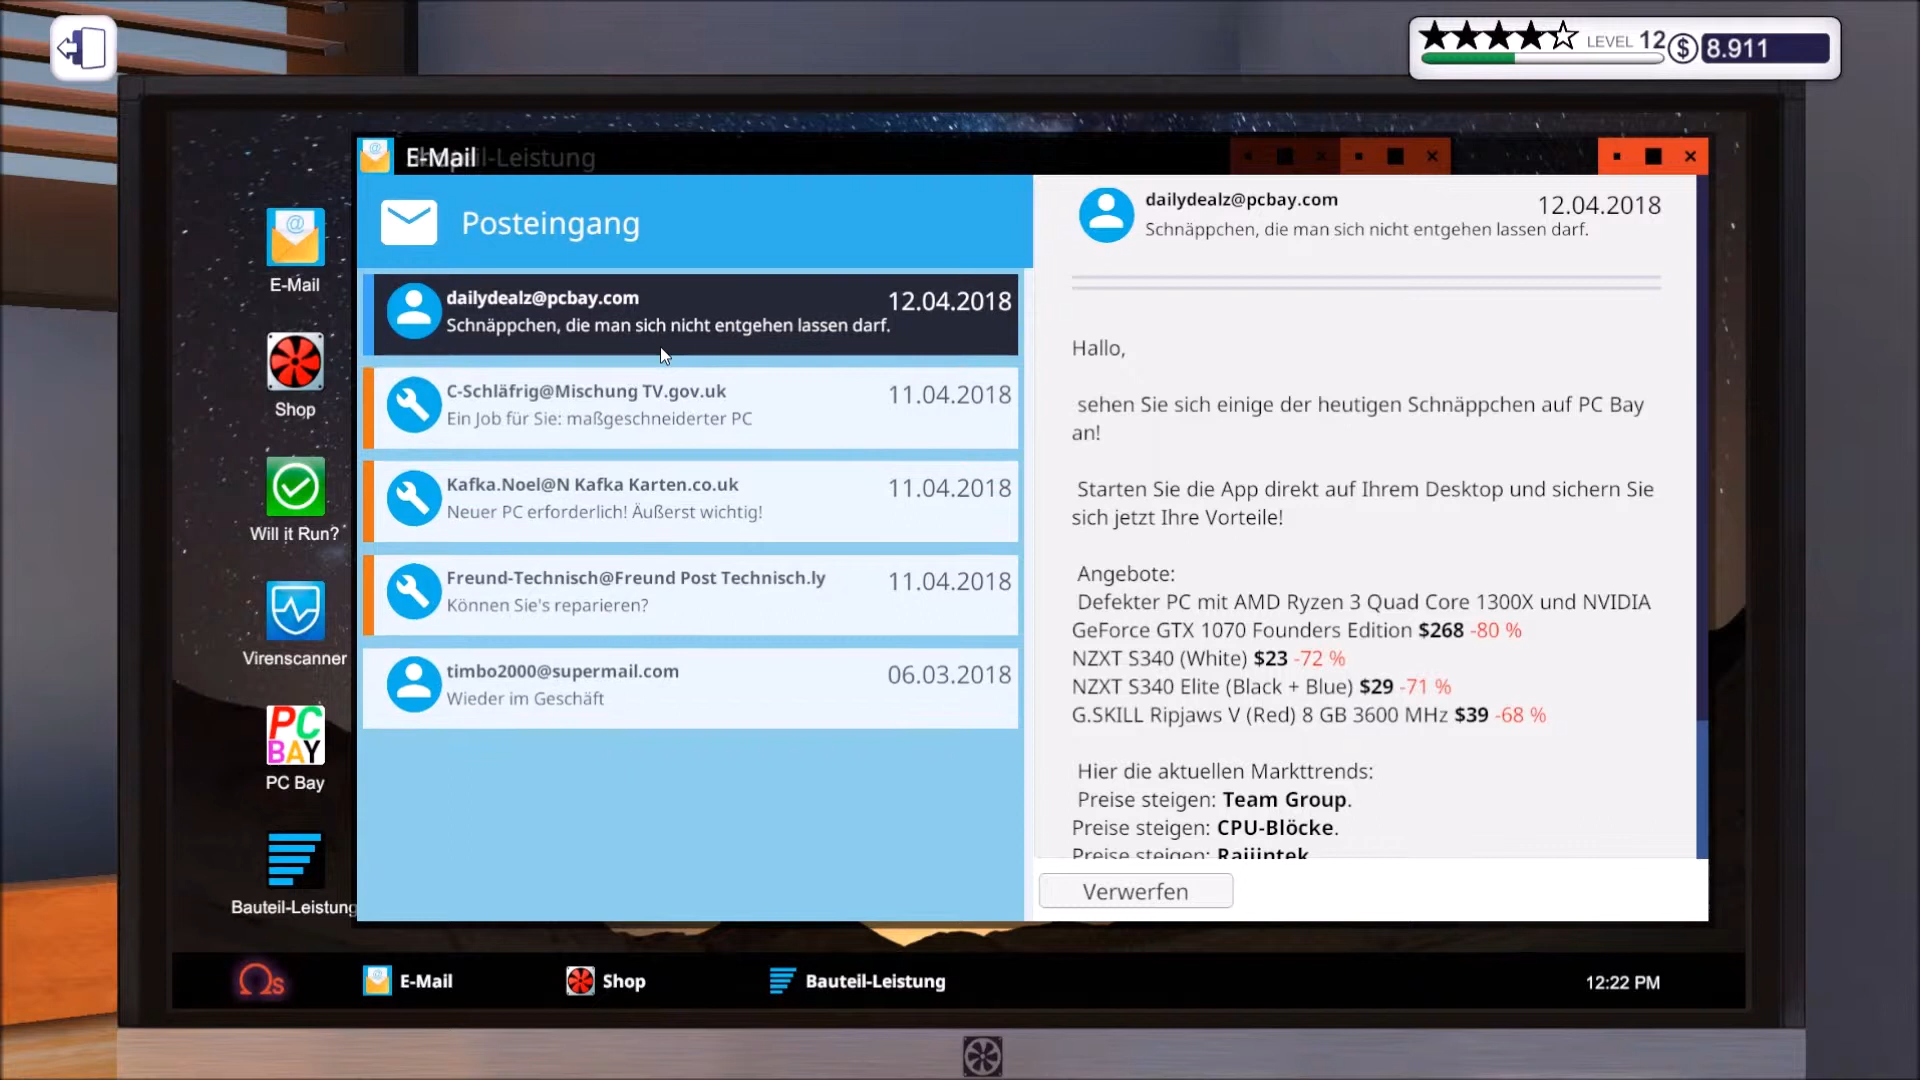 LEVEL 12
8.911
E-Mail
Bauteil-Leistung
Posteingang
dailydealz@pcbay.com
12.04.2018
Schnäppchen, die man sich nicht entgehen lassen darf.
C-Schläfrig@Mischung TV.gov.uk
11.04.2018
Ein Job für Sie: maßgeschneiderter PC
Kafka.Noel@N Kafka Karten.co.uk
11.04.2018
Neuer PC erforderlich! Äußerst wichtig!
Freund-Technisch@Freund Post Technisch.ly
11.04.2018
Können Sie's reparieren?
timbo2000@supermail.com
06.03.2018
Wieder im Geschäft
dailydealz@pcbay.com
12.04.2018
Schnäppchen, die man sich nicht entgehen lassen darf.
Hallo,
sehen Sie sich einige der heutigen Schnäppchen auf PC Bay
an!
Starten Sie die App direkt auf Ihrem Desktop und sichern Sie
sich jetzt Ihre Vorteile!
Angebote:
Defekter PC mit AMD Ryzen 3 Quad Core 1300X und NVIDIA
GeForce GTX 1070 Founders Edition $268 -80 %
NZXT S340 (White) $23 -72 %
NZXT S340 Elite (Black + Blue) $29 -71 %
G.SKILL Ripjaws V (Red) 8 GB 3600 MHz $39 -68 %
Hier die aktuellen Markttrends:
Preise steigen: Team Group.
Preise steigen: CPU-Blöcke.
Preise steigen: Raijintek
Verwerfen
E-Mail
Shop
Will it Run?
Virenscanner
PC BAY
PC Bay
Bauteil-Leistung
Ωs
E-Mail
Shop
Bauteil-Leistung
12:22 PM